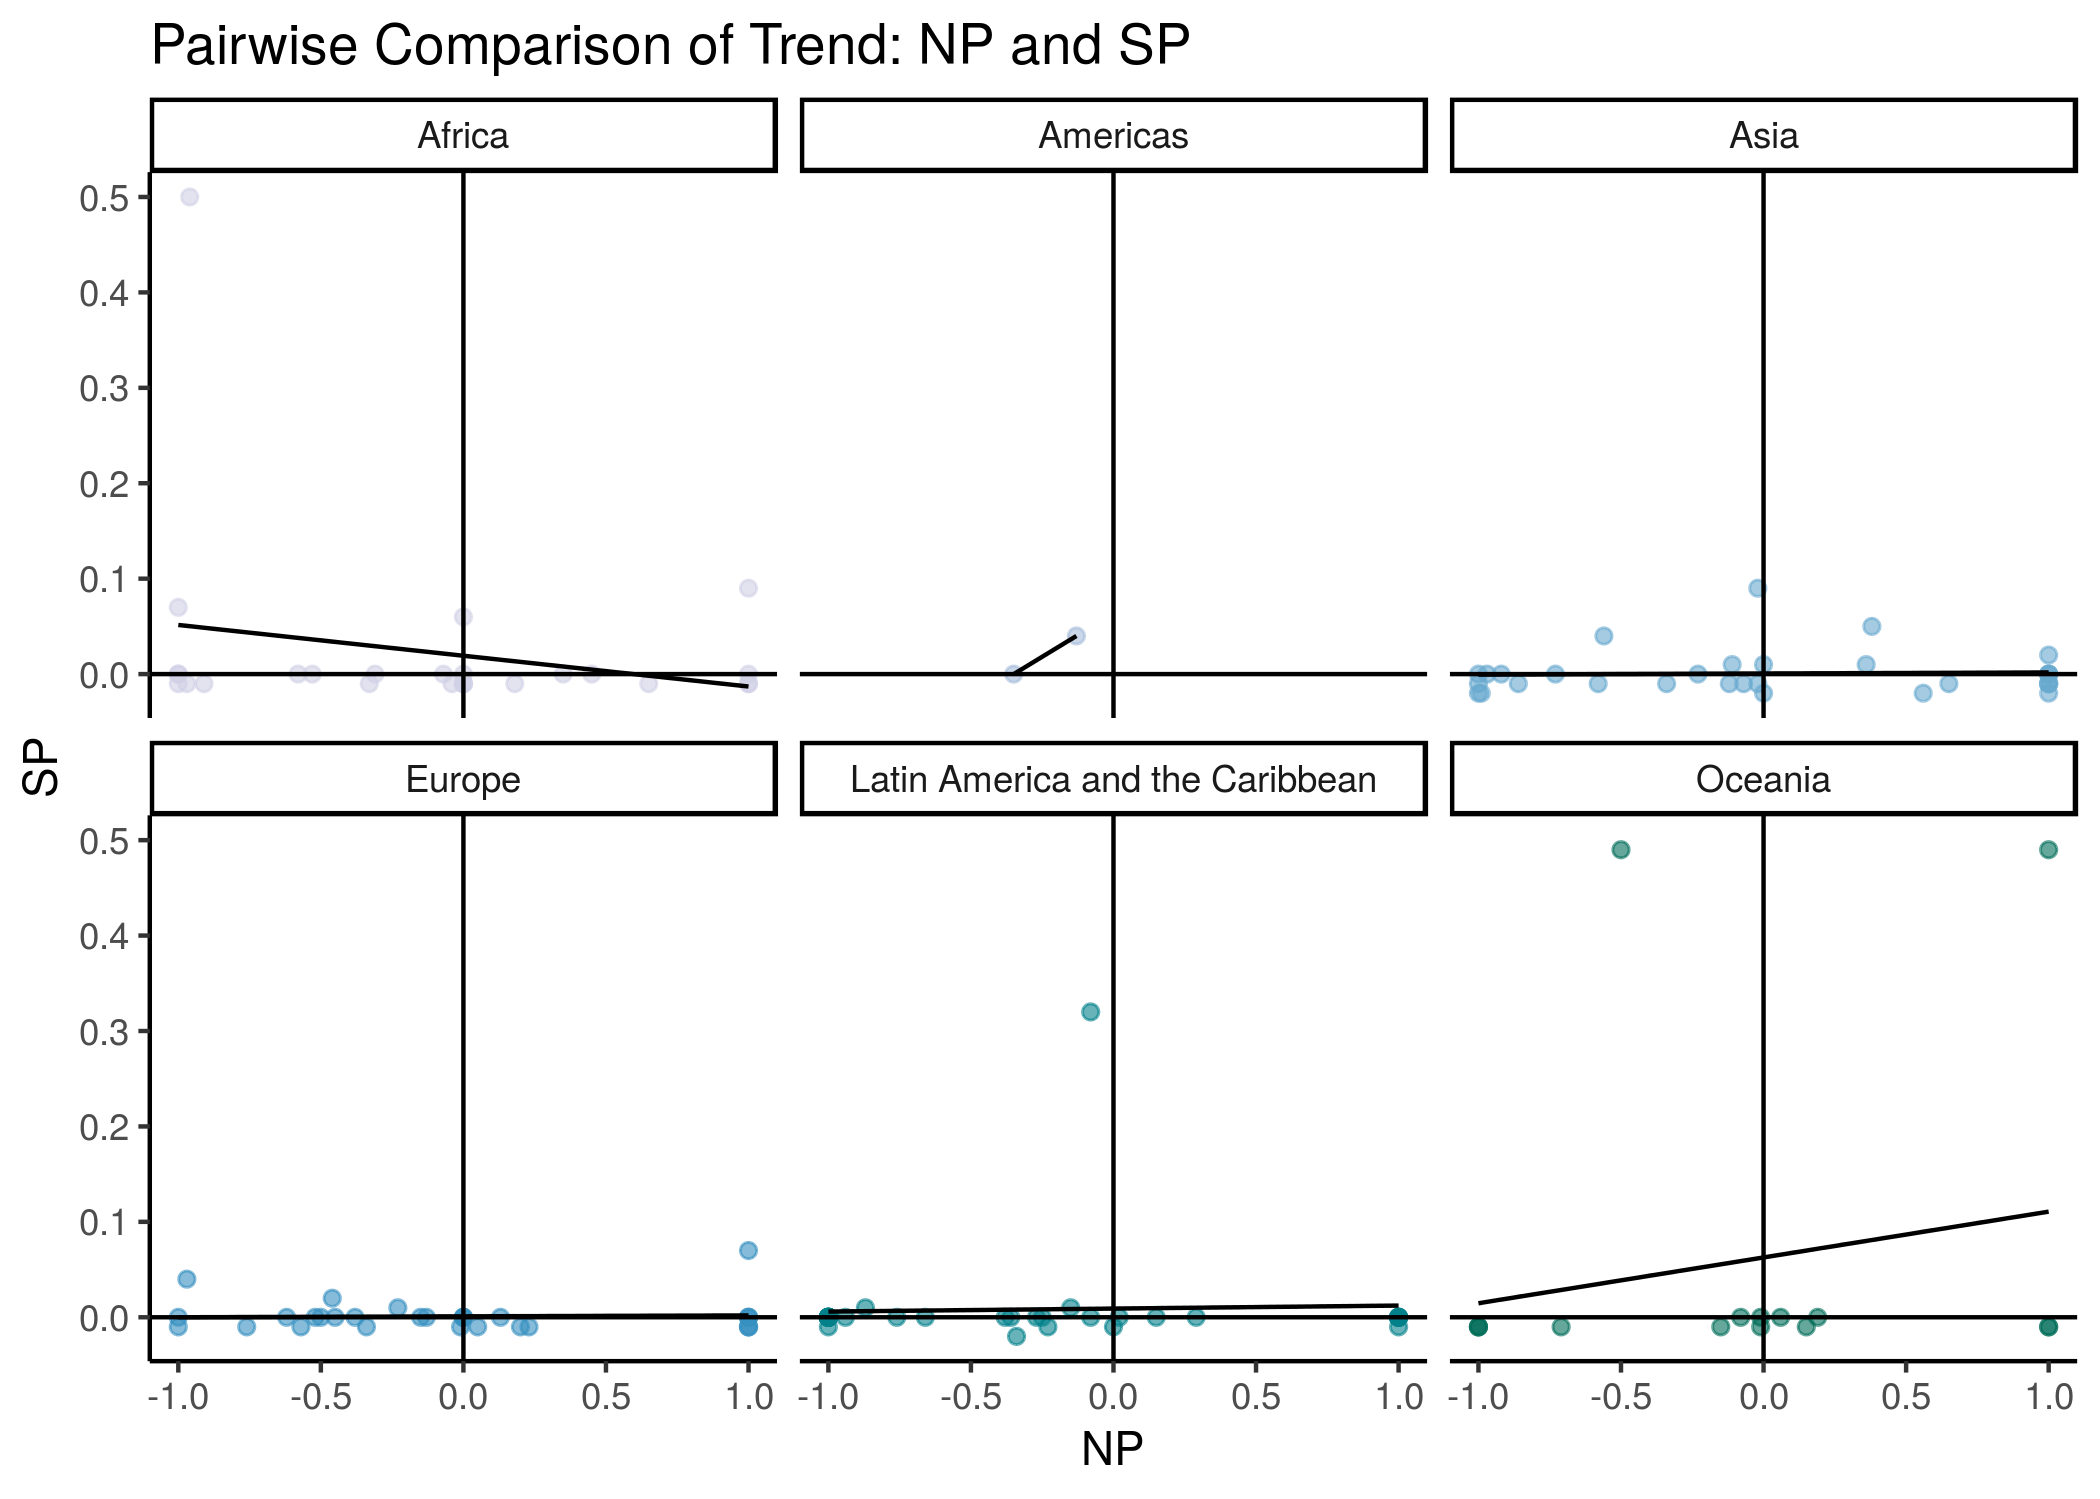 Pairwise Comparison of Trend: NP and SP
Africa
Americas
Asia
0.5
0.4
0.3
0.2
0.1
0.0
SP
Europe
Latin America and the Caribbean
Oceania
0.5
0.4
0.3
0.2
0.1
0.0
-1.0 -0.5 0.0 0.5 1.0 -1.0 -0.5 0.0 0.5 1.0 -1.0 -0.5 0.0 0.5 1.0
NP